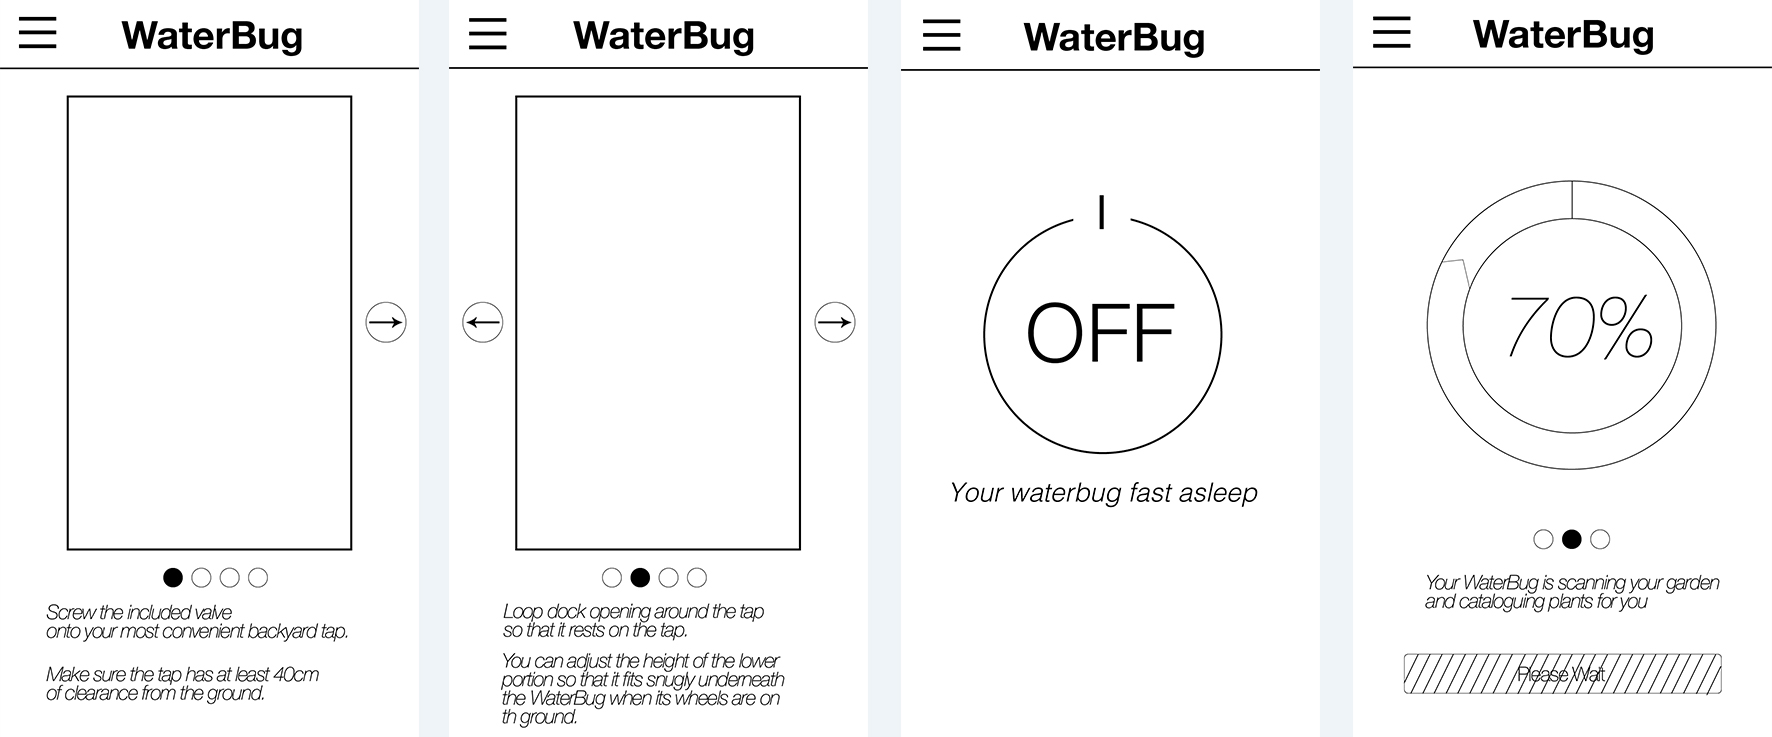 WaterBug
Screw the included valve
onto your most convenient backyard tap.
Make sure the tap has at least 40cm
of clearance from the ground.
WaterBug
Loop dock opening around the tap
so that it rests on the tap.
You can adjust the height of the lower
portion so that it fits snugly underneath
the WaterBug when its wheels are on
th ground.
WaterBug
OFF
Your waterbug fast asleep
WaterBug
70%
Your WaterBug is scanning your garden
and cataloguing plants for you
Please Wait